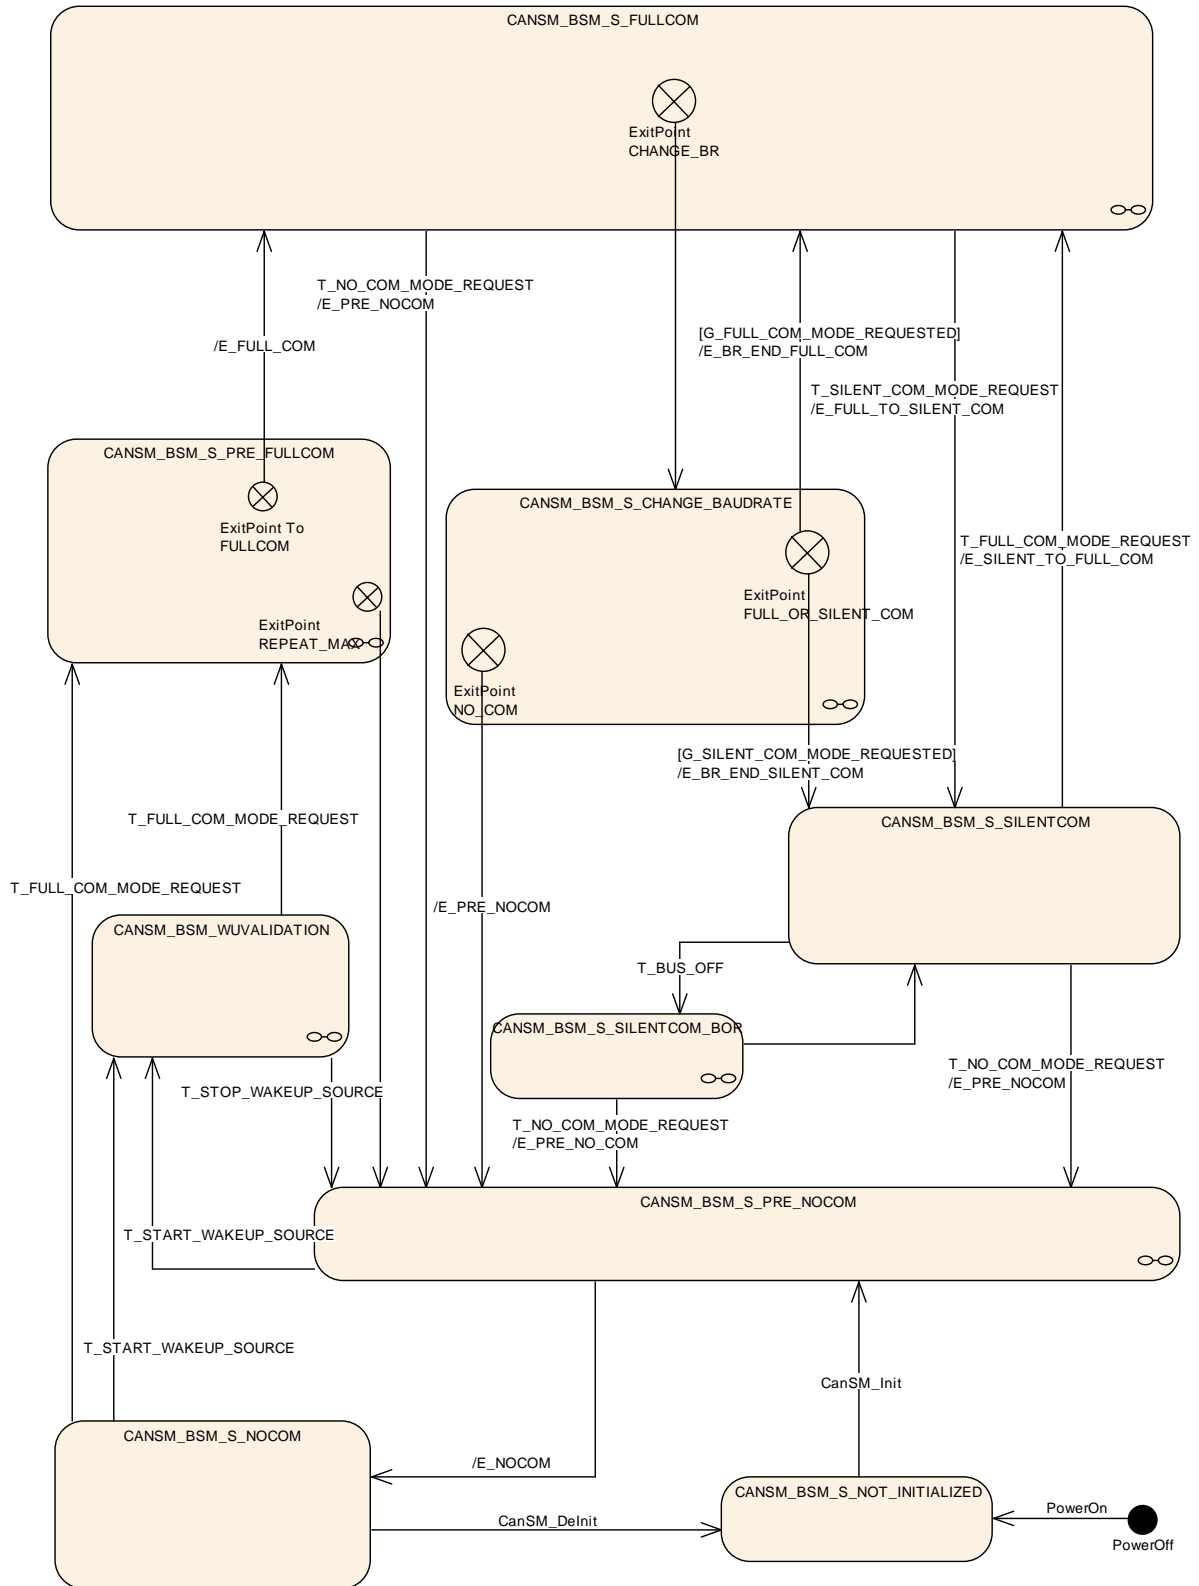 CANSM_BSM_S_FULLCOM
ExitPoint
CHANGE_BR
T_NO_COM_MODE_REQUEST
/E_PRE_NOCOM
/E_FULL_COM
[G_FULL_COM_MODE_REQUESTED]
/E_BR_END_FULL_COM
T_SILENT_COM_MODE_REQUEST
/E_FULL_TO_SILENT_COM
CANSM_BSM_S_PRE_FULLCOM
ExitPoint To
FULLCOM
ExitPoint
REPEAT_MAX
CANSM_BSM_S_CHANGE_BAUDRATE
ExitPoint
FULL_OR_SILENT_COM
ExitPoint
NO_COM
T_FULL_COM_MODE_REQUEST
/E_SILENT_TO_FULL_COM
[G_SILENT_COM_MODE_REQUESTED]
/E_BR_END_SILENT_COM
T_FULL_COM_MODE_REQUEST
CANSM_BSM_S_SILENTCOM
T_FULL_COM_MODE_REQUEST
/E_PRE_NOCOM
CANSM_BSM_WUVALIDATION
T_BUS_OFF
CANSM_BSM_S_SILENTCOM_BOR
T_NO_COM_MODE_REQUEST
/E_PRE_NOCOM
T_STOP_WAKEUP_SOURCE
T_NO_COM_MODE_REQUEST
/E_PRE_NO_COM
CANSM_BSM_S_PRE_NOCOM
T_START_WAKEUP_SOURCE
T_START_WAKEUP_SOURCE
CanSM_Init
CANSM_BSM_S_NOCOM
/E_NOCOM
CANSM_BSM_S_NOT_INITIALIZED
CanSM_DeInit
PowerOn
PowerOff